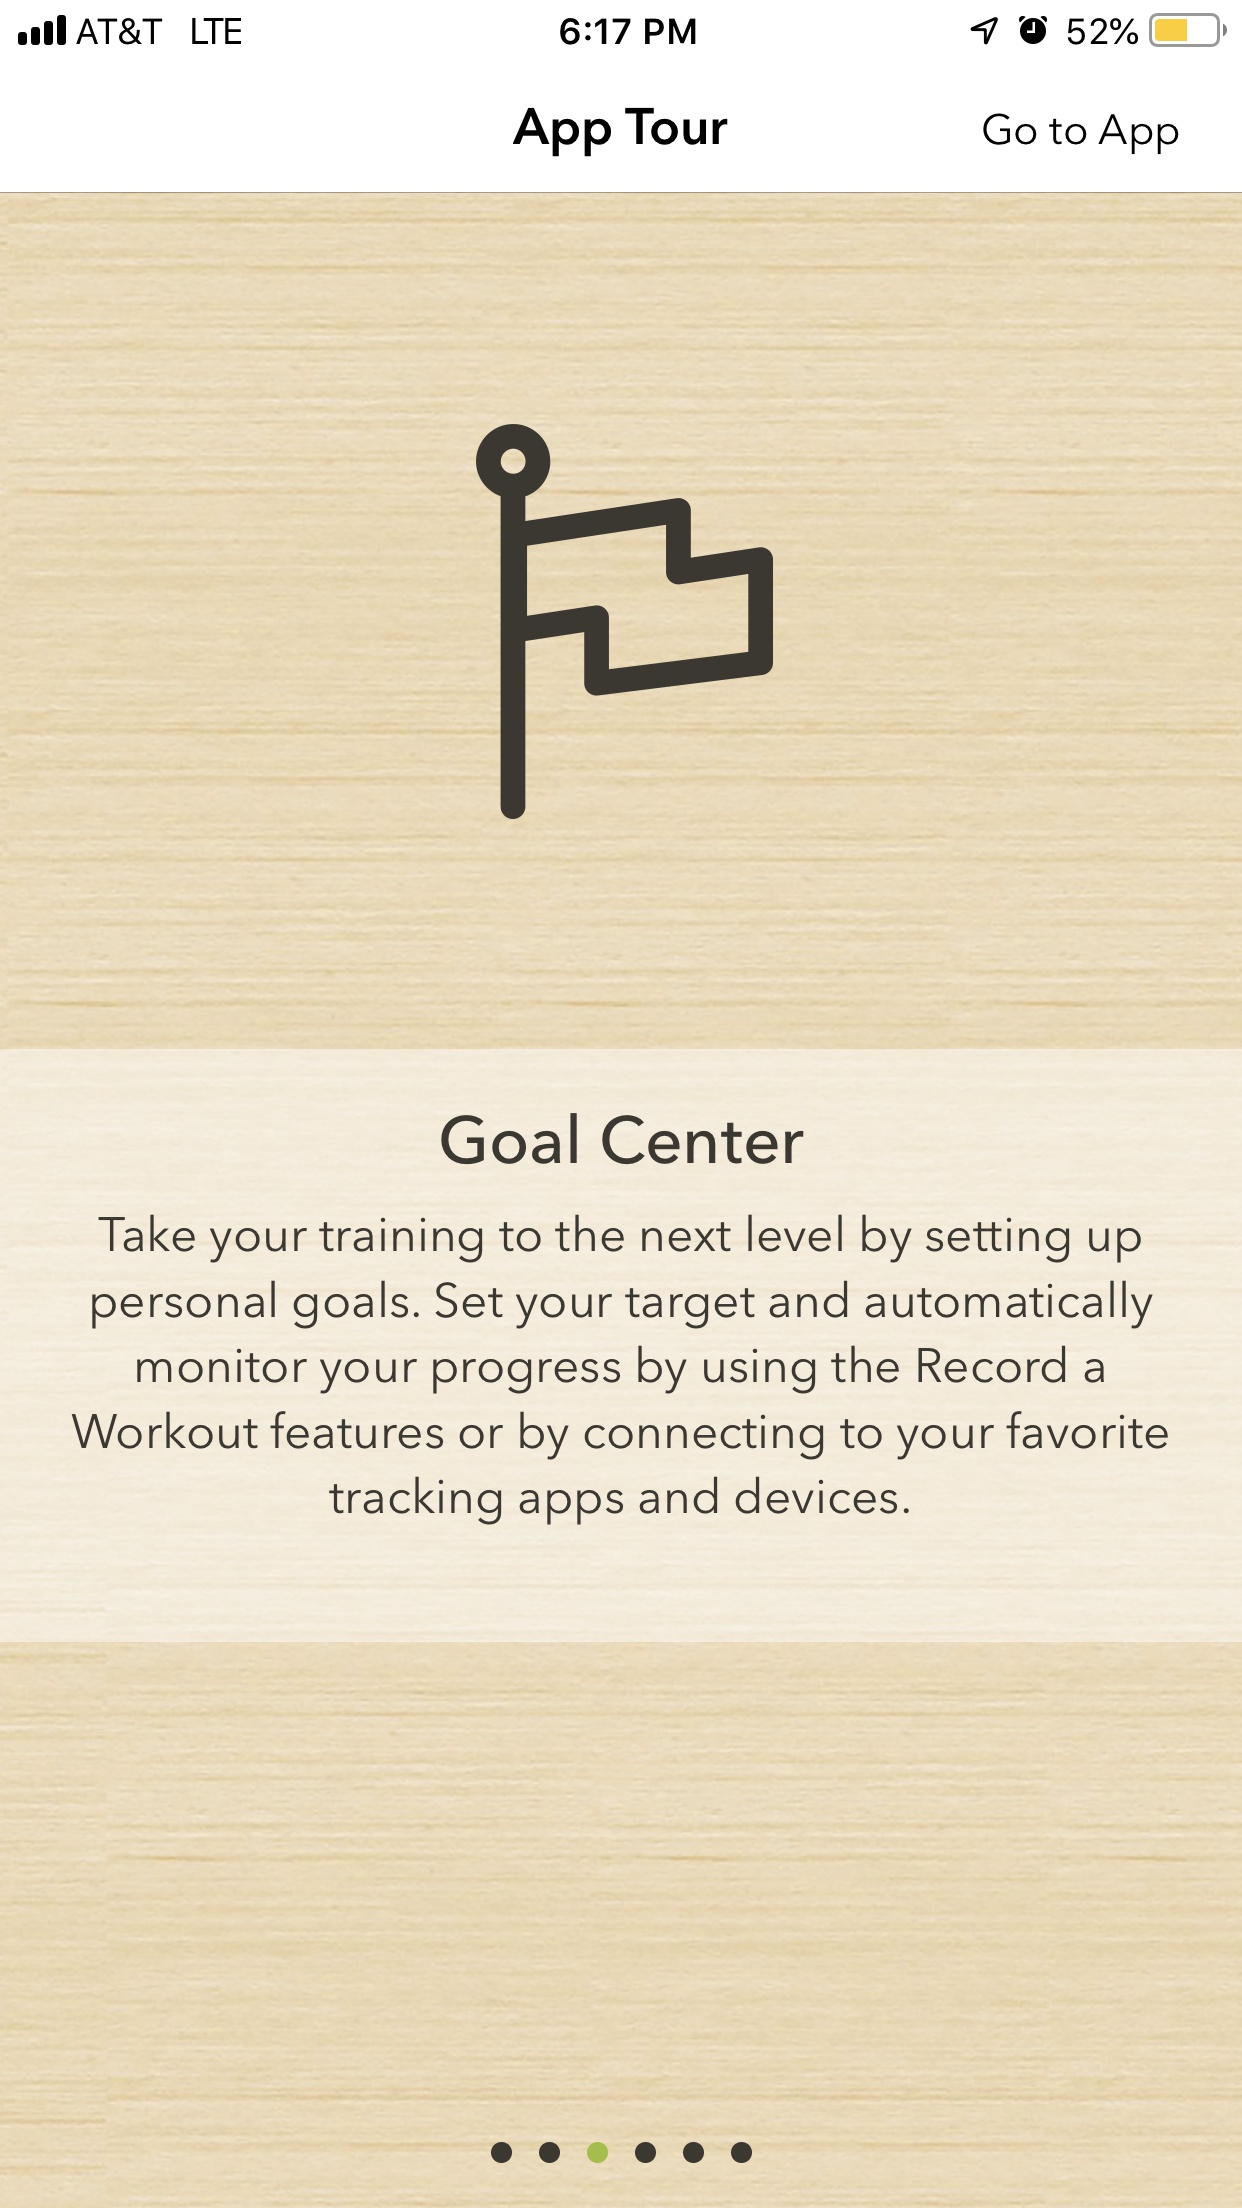 AT&T LTE 6:17 PM 52%
App Tour Go to App
Goal Center
Take your training to the next level by setting up
personal goals. Set your target and automatically
monitor your progress by using the Record a
Workout features or by connecting to your favorite
tracking apps and devices.